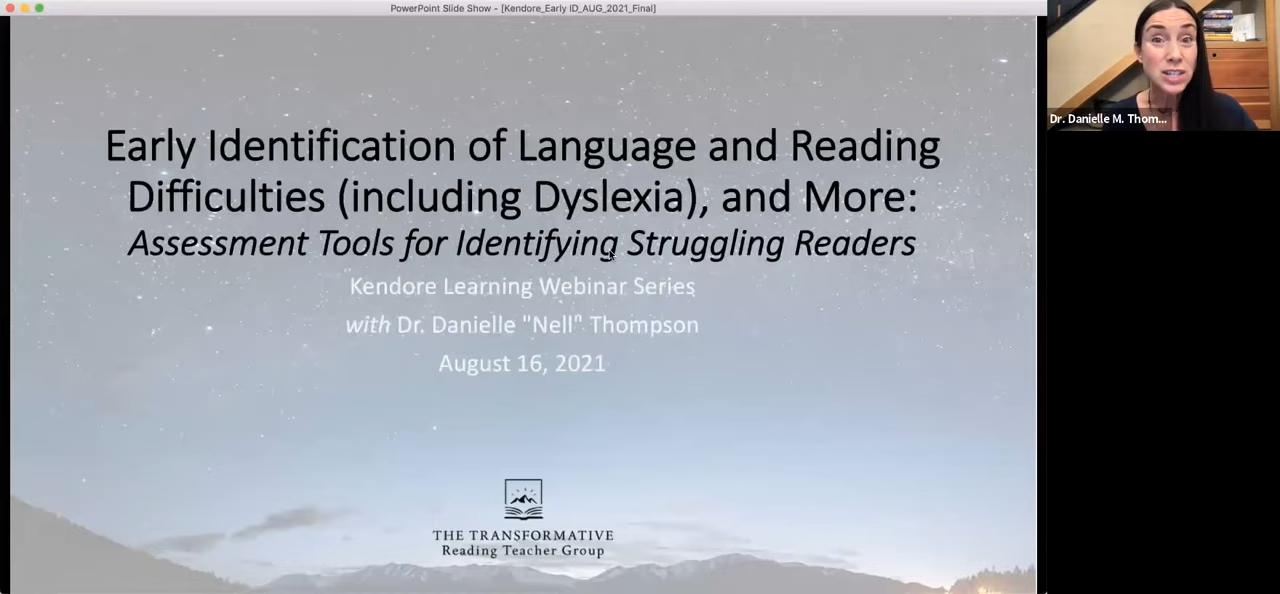 PowerPoint Slide Show - [Kendore_Early ID_AUG_2021_Final]
Early Identification of Language and Reading
Difficulties (including Dyslexia), and More:
Assessment Tools for Identifying Struggling Readers
Kendore Learning Webinar Series
with Dr. Danielle "Nell" Thompson
August 16, 2021
THE TRANSFORMATIVE
Reading Teacher Group
Dr. Danielle M. Thom...